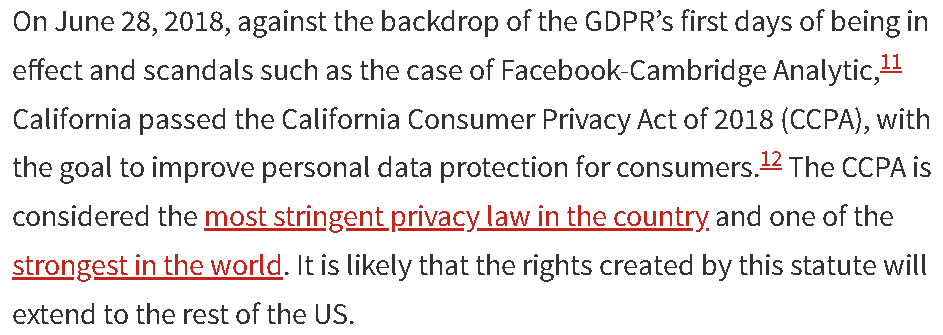 On June 28, 2018, against the backdrop of the GDPR’s first days of being in
effect and scandals such as the case of Facebook-Cambridge Analytic,11
California passed the California Consumer Privacy Act of 2018 (CCPA), with
the goal to improve personal data protection for consumers.12 The CCPA is
considered the most stringent privacy law in the country and one of the
strongest in the world. It is likely that the rights created by this statute will
extend to the rest of the US.